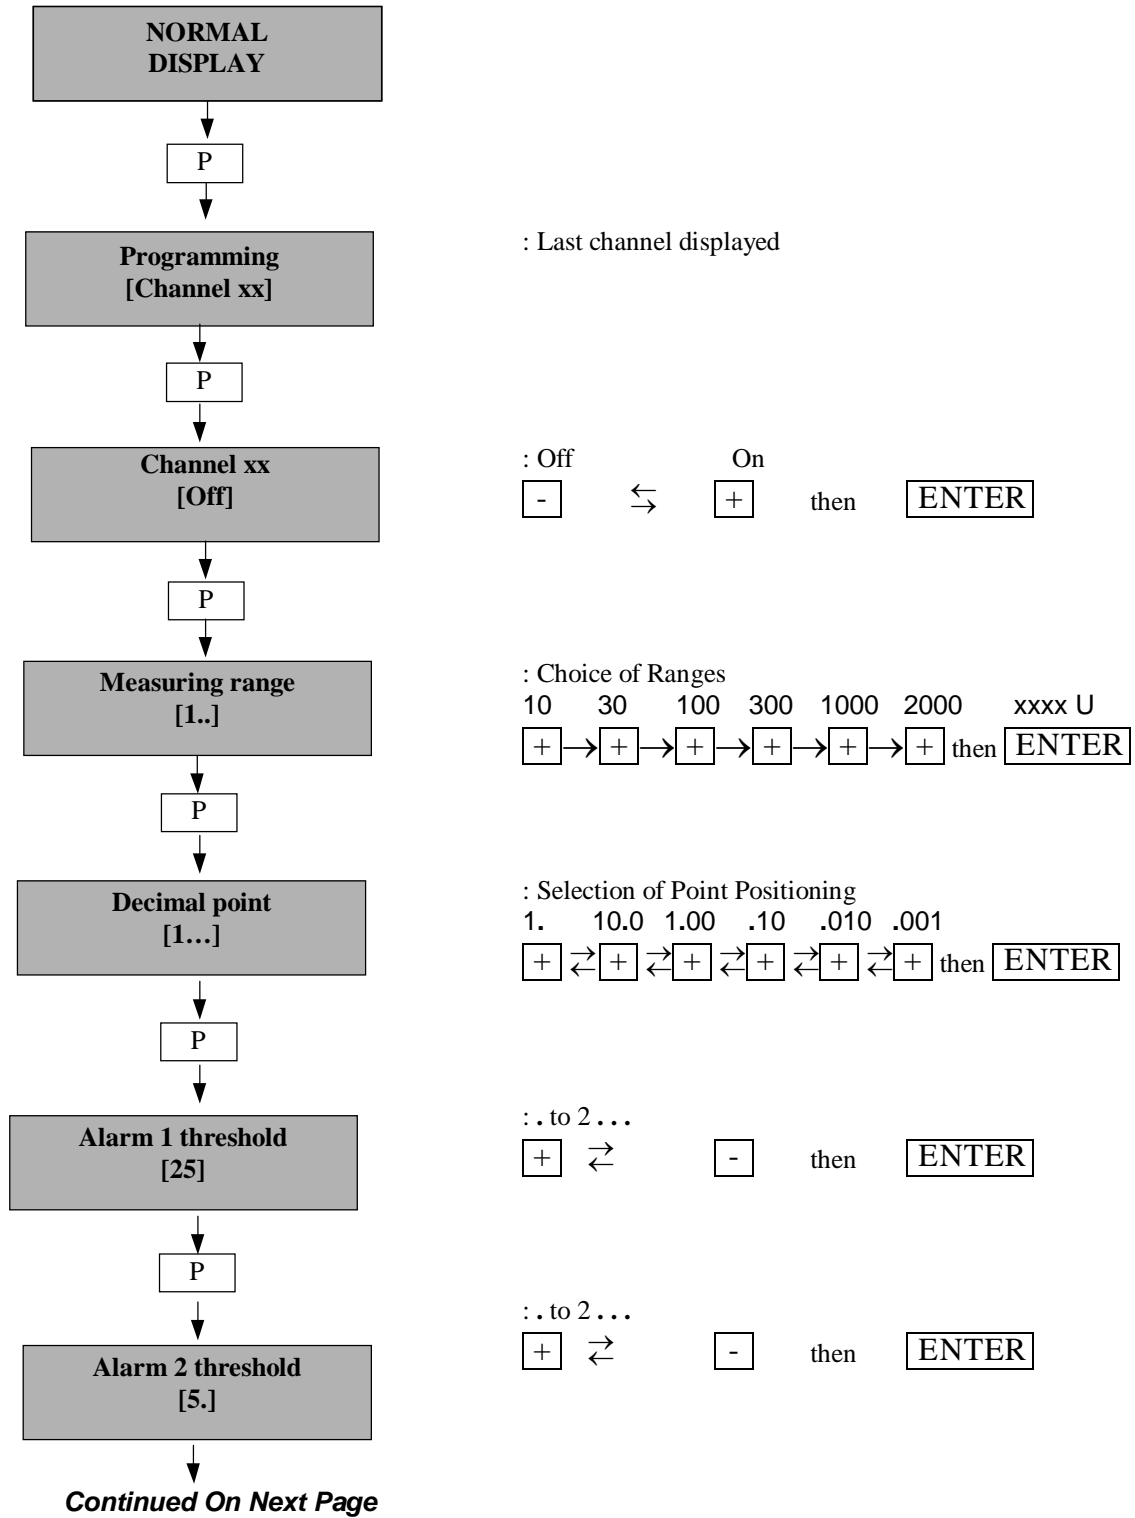 NORMAL
DISPLAY
P
Programming
[Channel xx]
: Last channel displayed
P
Channel xx
[Off]
: Off On
- ← → + then ENTER
P
Measuring range
[1..]
: Choice of Ranges
10 30 100 300 1000 2000 xxxx U
+ → + → + → + → + → + then ENTER
P
Decimal point
[1…]
: Selection of Point Positioning
1. 10.0 1.00 .10 .010 .001
+ ⇄ + ⇄ + ⇄ + ⇄ + ⇄ + then ENTER
P
Alarm 1 threshold
[25]
: . to 2 . . .
+ ⇄ - then ENTER
P
Alarm 2 threshold
[5.]
: . to 2 . . .
+ ⇄ - then ENTER
Continued On Next Page